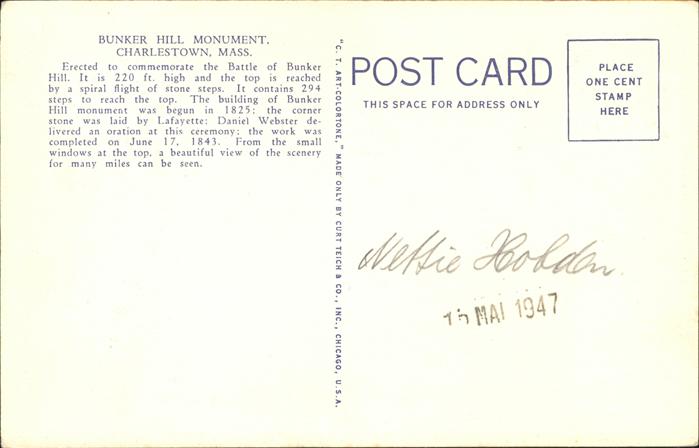 BUNKER HILL MONUMENT,
CHARLESTOWN, MASS.
Erected to commemorate the Battle of Bunker
Hill. It is 220 ft. high and the top is reached
by a spiral flight of stone steps. It contains 294
steps to reach the top. The building of Bunker
Hill monument was begun in 1825; the corner
stone was laid by Lafayette; Daniel Webster de-
livered an oration at this ceremony; the work was
completed on June 17, 1843. From the small
windows at the top, a beautiful view of the scenery
for many miles can be seen.
"C. T. ART-COLORTONE," MADE ONLY BY CURT TEICH & CO., INC., CHICAGO, U.S.A.
POST CARD
THIS SPACE FOR ADDRESS ONLY
PLACE
ONE CENT
STAMP
HERE
Nettie Hobden
MAI 1947